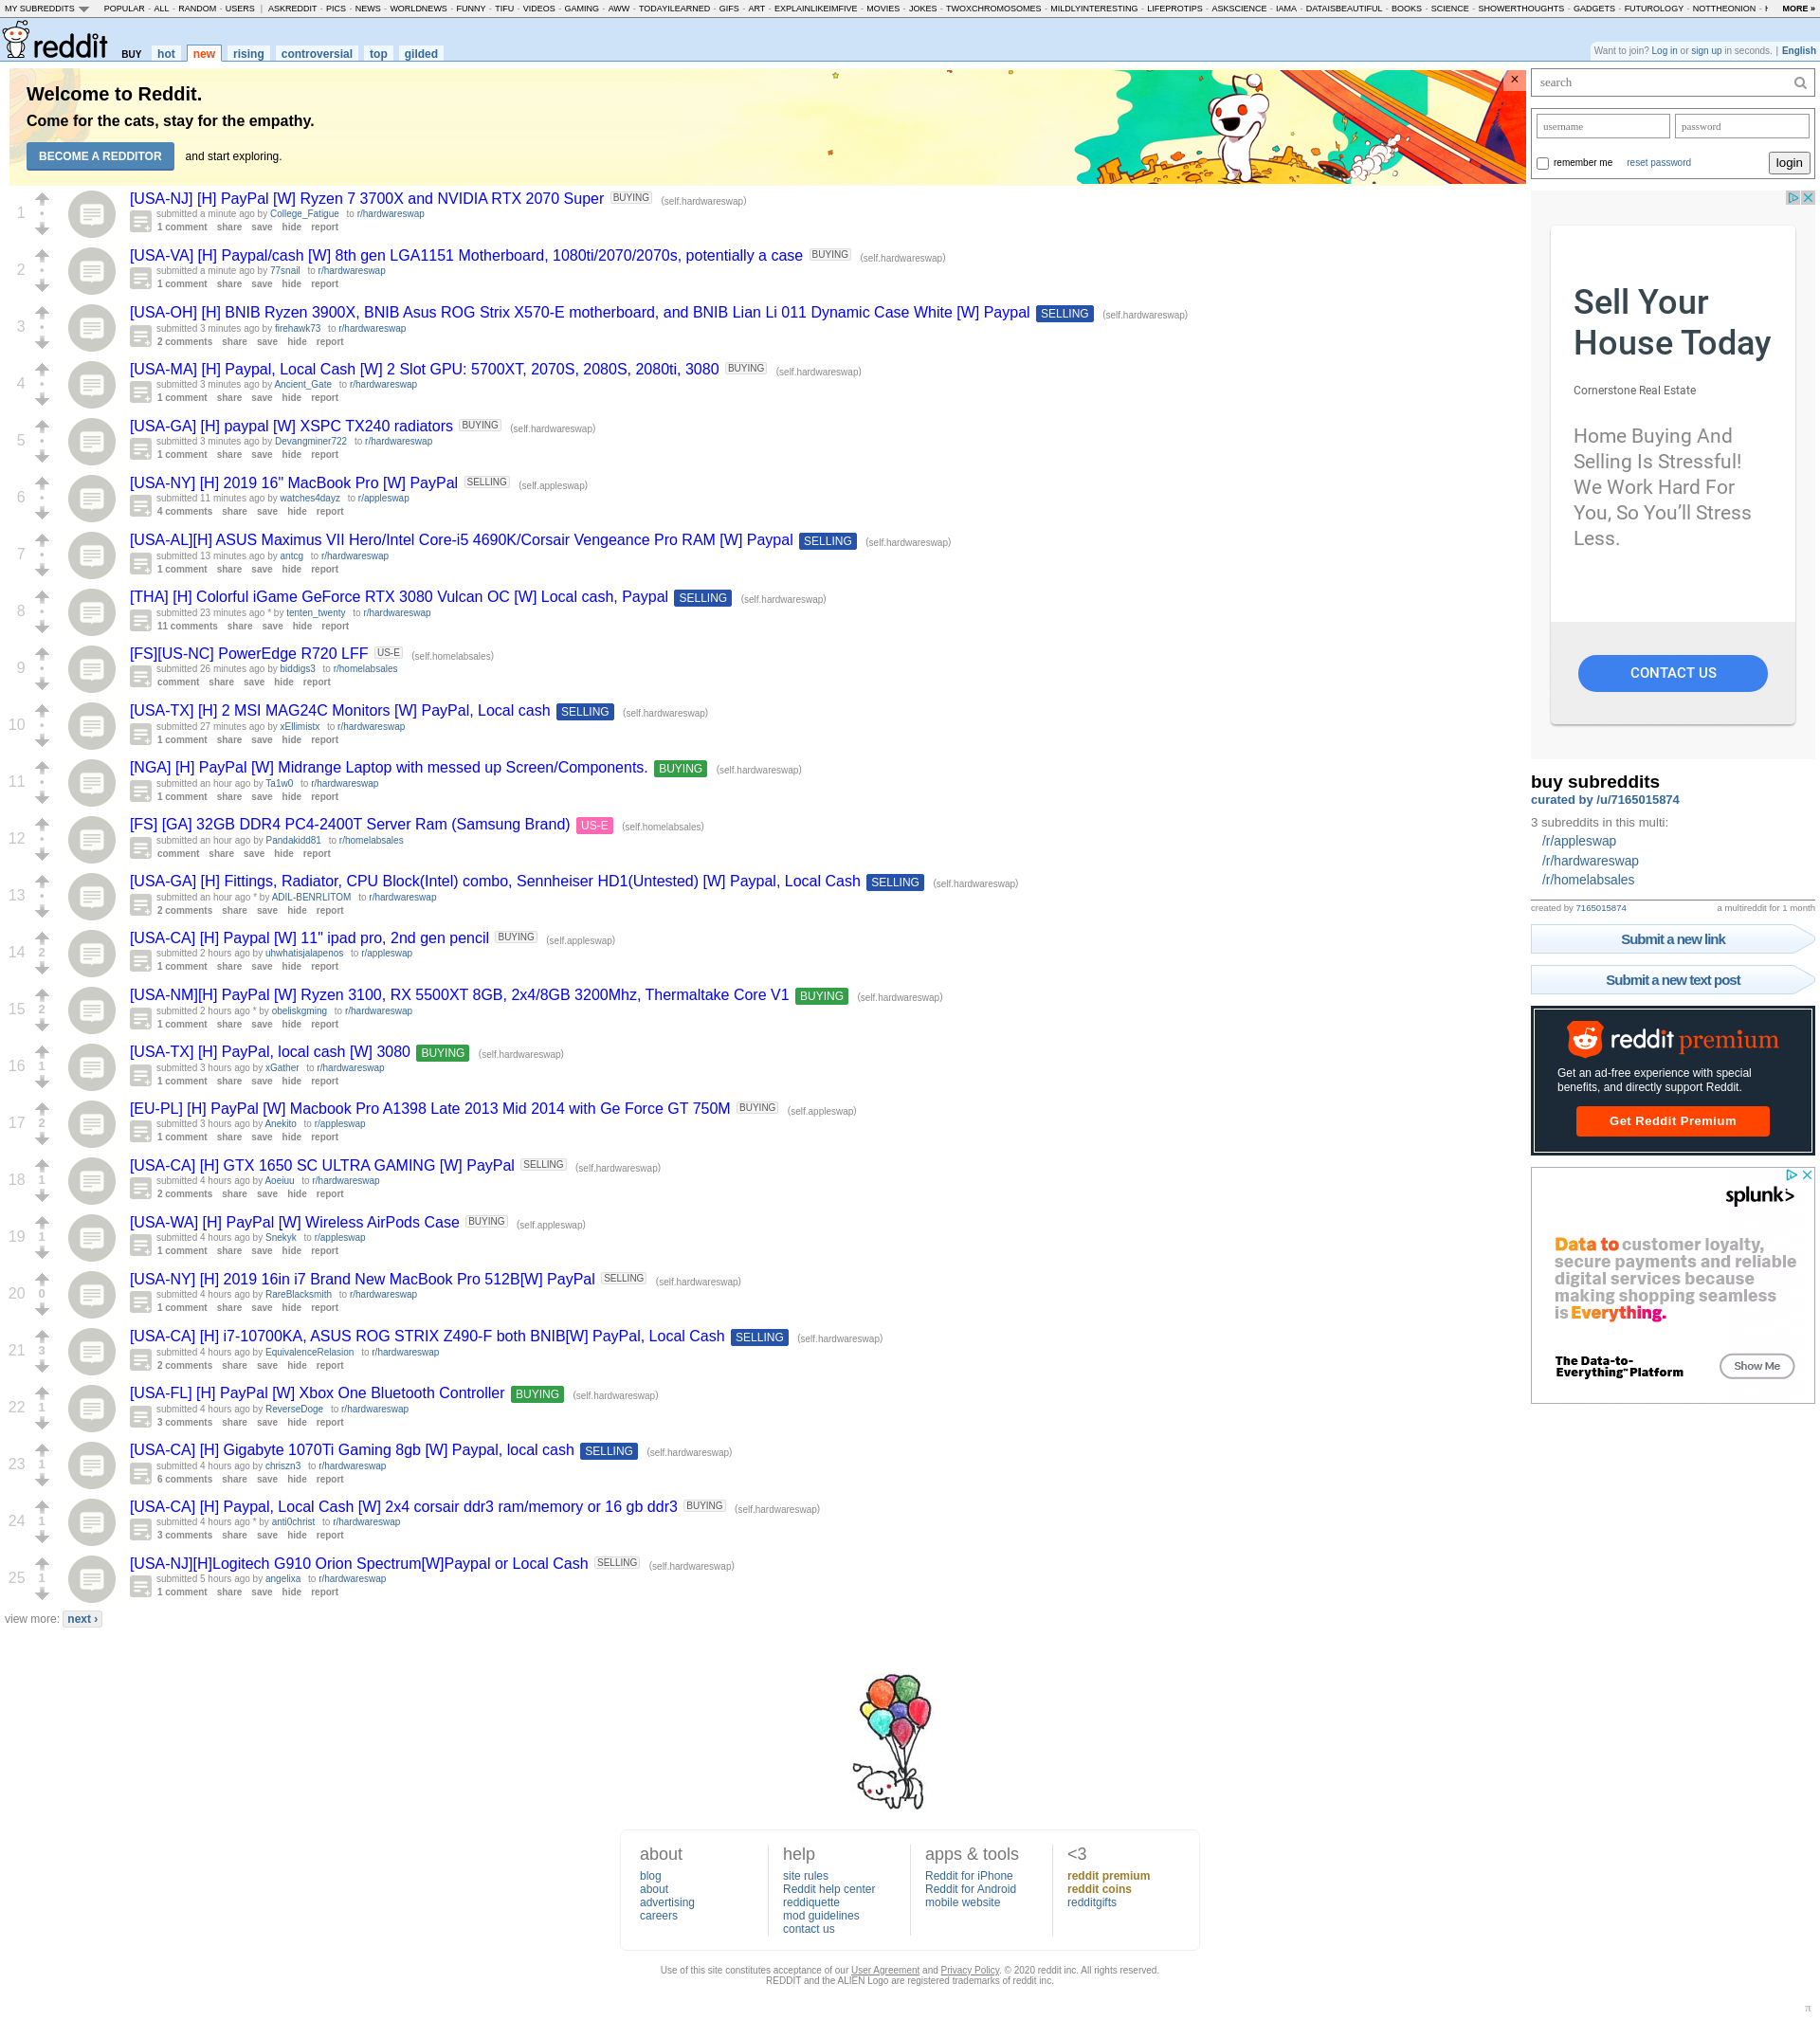 MY SUBREDDITS POPULAR - ALL - RANDOM - USERS | ASKREDDIT - PICS - NEWS - WORLDNEWS - FUNNY - TIFU - VIDEOS - GAMING - AWW - TODAYILEARNED - GIFS - ART - EXPLAINLIKEIMFIVE - MOVIES - JOKES - TWOXCHROMOSOMES - MILDLYINTERESTING - LIFEPROTIPS - ASKSCIENCE - IAMA - DATAISBEAUTIFUL - BOOKS - SCIENCE - SHOWERTHOUGHTS - GADGETS - FUTUROLOGY - NOTTHEONION - MORE »
reddit BUY hot new rising controversial top gilded
Want to join? Log in or sign up in seconds. | English
Welcome to Reddit.
Come for the cats, stay for the empathy.
BECOME A REDDITOR and start exploring.
×
1
[USA-NJ] [H] PayPal [W] Ryzen 7 3700X and NVIDIA RTX 2070 Super BUYING (self.hardwareswap)
submitted a minute ago by College_Fatigue to r/hardwareswap
1 comment share save hide report
2
[USA-VA] [H] Paypal/cash [W] 8th gen LGA1151 Motherboard, 1080ti/2070/2070s, potentially a case BUYING (self.hardwareswap)
submitted a minute ago by 77snail to r/hardwareswap
1 comment share save hide report
3
[USA-OH] [H] BNIB Ryzen 3900X, BNIB Asus ROG Strix X570-E motherboard, and BNIB Lian Li 011 Dynamic Case White [W] Paypal SELLING (self.hardwareswap)
submitted 3 minutes ago by firehawk73 to r/hardwareswap
2 comments share save hide report
4
[USA-MA] [H] Paypal, Local Cash [W] 2 Slot GPU: 5700XT, 2070S, 2080S, 2080ti, 3080 BUYING (self.hardwareswap)
submitted 3 minutes ago by Ancient_Gate to r/hardwareswap
1 comment share save hide report
5
[USA-GA] [H] paypal [W] XSPC TX240 radiators BUYING (self.hardwareswap)
submitted 3 minutes ago by Devangminer722 to r/hardwareswap
1 comment share save hide report
6
[USA-NY] [H] 2019 16" MacBook Pro [W] PayPal SELLING (self.appleswap)
submitted 11 minutes ago by watches4dayz to r/appleswap
4 comments share save hide report
7
[USA-AL][H] ASUS Maximus VII Hero/Intel Core-i5 4690K/Corsair Vengeance Pro RAM [W] Paypal SELLING (self.hardwareswap)
submitted 13 minutes ago by antcg to r/hardwareswap
1 comment share save hide report
8
[THA] [H] Colorful iGame GeForce RTX 3080 Vulcan OC [W] Local cash, Paypal SELLING (self.hardwareswap)
submitted 23 minutes ago * by tenten_twenty to r/hardwareswap
11 comments share save hide report
9
[FS][US-NC] PowerEdge R720 LFF US-E (self.homelabsales)
submitted 26 minutes ago by biddigs3 to r/homelabsales
comment share save hide report
10
[USA-TX] [H] 2 MSI MAG24C Monitors [W] PayPal, Local cash SELLING (self.hardwareswap)
submitted 27 minutes ago by xEllimistx to r/hardwareswap
1 comment share save hide report
11
[NGA] [H] PayPal [W] Midrange Laptop with messed up Screen/Components. BUYING (self.hardwareswap)
submitted an hour ago by Ta1w0 to r/hardwareswap
1 comment share save hide report
12
[FS] [GA] 32GB DDR4 PC4-2400T Server Ram (Samsung Brand) US-E (self.homelabsales)
submitted an hour ago by Pandakidd81 to r/homelabsales
comment share save hide report
13
[USA-GA] [H] Fittings, Radiator, CPU Block(Intel) combo, Sennheiser HD1(Untested) [W] Paypal, Local Cash SELLING (self.hardwareswap)
submitted an hour ago * by ADIL-BENRLITOM to r/hardwareswap
2 comments share save hide report
14 2
[USA-CA] [H] Paypal [W] 11" ipad pro, 2nd gen pencil BUYING (self.appleswap)
submitted 2 hours ago by uhwhatisjalapenos to r/appleswap
1 comment share save hide report
15 2
[USA-NM][H] PayPal [W] Ryzen 3100, RX 5500XT 8GB, 2x4/8GB 3200Mhz, Thermaltake Core V1 BUYING (self.hardwareswap)
submitted 2 hours ago * by obeliskgming to r/hardwareswap
1 comment share save hide report
16 1
[USA-TX] [H] PayPal, local cash [W] 3080 BUYING (self.hardwareswap)
submitted 3 hours ago by xGather to r/hardwareswap
1 comment share save hide report
17 2
[EU-PL] [H] PayPal [W] Macbook Pro A1398 Late 2013 Mid 2014 with Ge Force GT 750M BUYING (self.appleswap)
submitted 3 hours ago by Anekito to r/appleswap
1 comment share save hide report
18 1
[USA-CA] [H] GTX 1650 SC ULTRA GAMING [W] PayPal SELLING (self.hardwareswap)
submitted 4 hours ago by Aoeiuu to r/hardwareswap
2 comments share save hide report
19 1
[USA-WA] [H] PayPal [W] Wireless AirPods Case BUYING (self.appleswap)
submitted 4 hours ago by Snekyk to r/appleswap
1 comment share save hide report
20 0
[USA-NY] [H] 2019 16in i7 Brand New MacBook Pro 512B[W] PayPal SELLING (self.hardwareswap)
submitted 4 hours ago by RareBlacksmith to r/hardwareswap
1 comment share save hide report
21 3
[USA-CA] [H] i7-10700KA, ASUS ROG STRIX Z490-F both BNIB[W] PayPal, Local Cash SELLING (self.hardwareswap)
submitted 4 hours ago by EquivalenceRelasion to r/hardwareswap
2 comments share save hide report
22 1
[USA-FL] [H] PayPal [W] Xbox One Bluetooth Controller BUYING (self.hardwareswap)
submitted 4 hours ago by ReverseDoge to r/hardwareswap
3 comments share save hide report
23 1
[USA-CA] [H] Gigabyte 1070Ti Gaming 8gb [W] Paypal, local cash SELLING (self.hardwareswap)
submitted 4 hours ago by chriszn3 to r/hardwareswap
6 comments share save hide report
24 1
[USA-CA] [H] Paypal, Local Cash [W] 2x4 corsair ddr3 ram/memory or 16 gb ddr3 BUYING (self.hardwareswap)
submitted 4 hours ago * by anti0christ to r/hardwareswap
3 comments share save hide report
25 1
[USA-NJ][H]Logitech G910 Orion Spectrum[W]Paypal or Local Cash SELLING (self.hardwareswap)
submitted 5 hours ago by angelixa to r/hardwareswap
1 comment share save hide report
view more: next ›
search
username password
remember me reset password login
Sell Your
House Today
Cornerstone Real Estate
Home Buying And
Selling Is Stressful!
We Work Hard For
You, So You'll Stress
Less.
CONTACT US
buy subreddits
curated by /u/7165015874
3 subreddits in this multi:
/r/appleswap
/r/hardwareswap
/r/homelabsales
created by 7165015874 a multireddit for 1 month
Submit a new link
Submit a new text post
reddit premium
Get an ad-free experience with special
benefits, and directly support Reddit.
Get Reddit Premium
splunk>
Data to customer loyalty,
secure payments and reliable
digital services because
making shopping seamless
is Everything.
The Data-to-
Everything™ Platform
Show Me
about
blog
about
advertising
careers
help
site rules
Reddit help center
reddiquette
mod guidelines
contact us
apps & tools
Reddit for iPhone
Reddit for Android
mobile website
<3
reddit premium
reddit coins
redditgifts
Use of this site constitutes acceptance of our User Agreement and Privacy Policy. © 2020 reddit inc. All rights reserved.
REDDIT and the ALIEN Logo are registered trademarks of reddit inc.
π